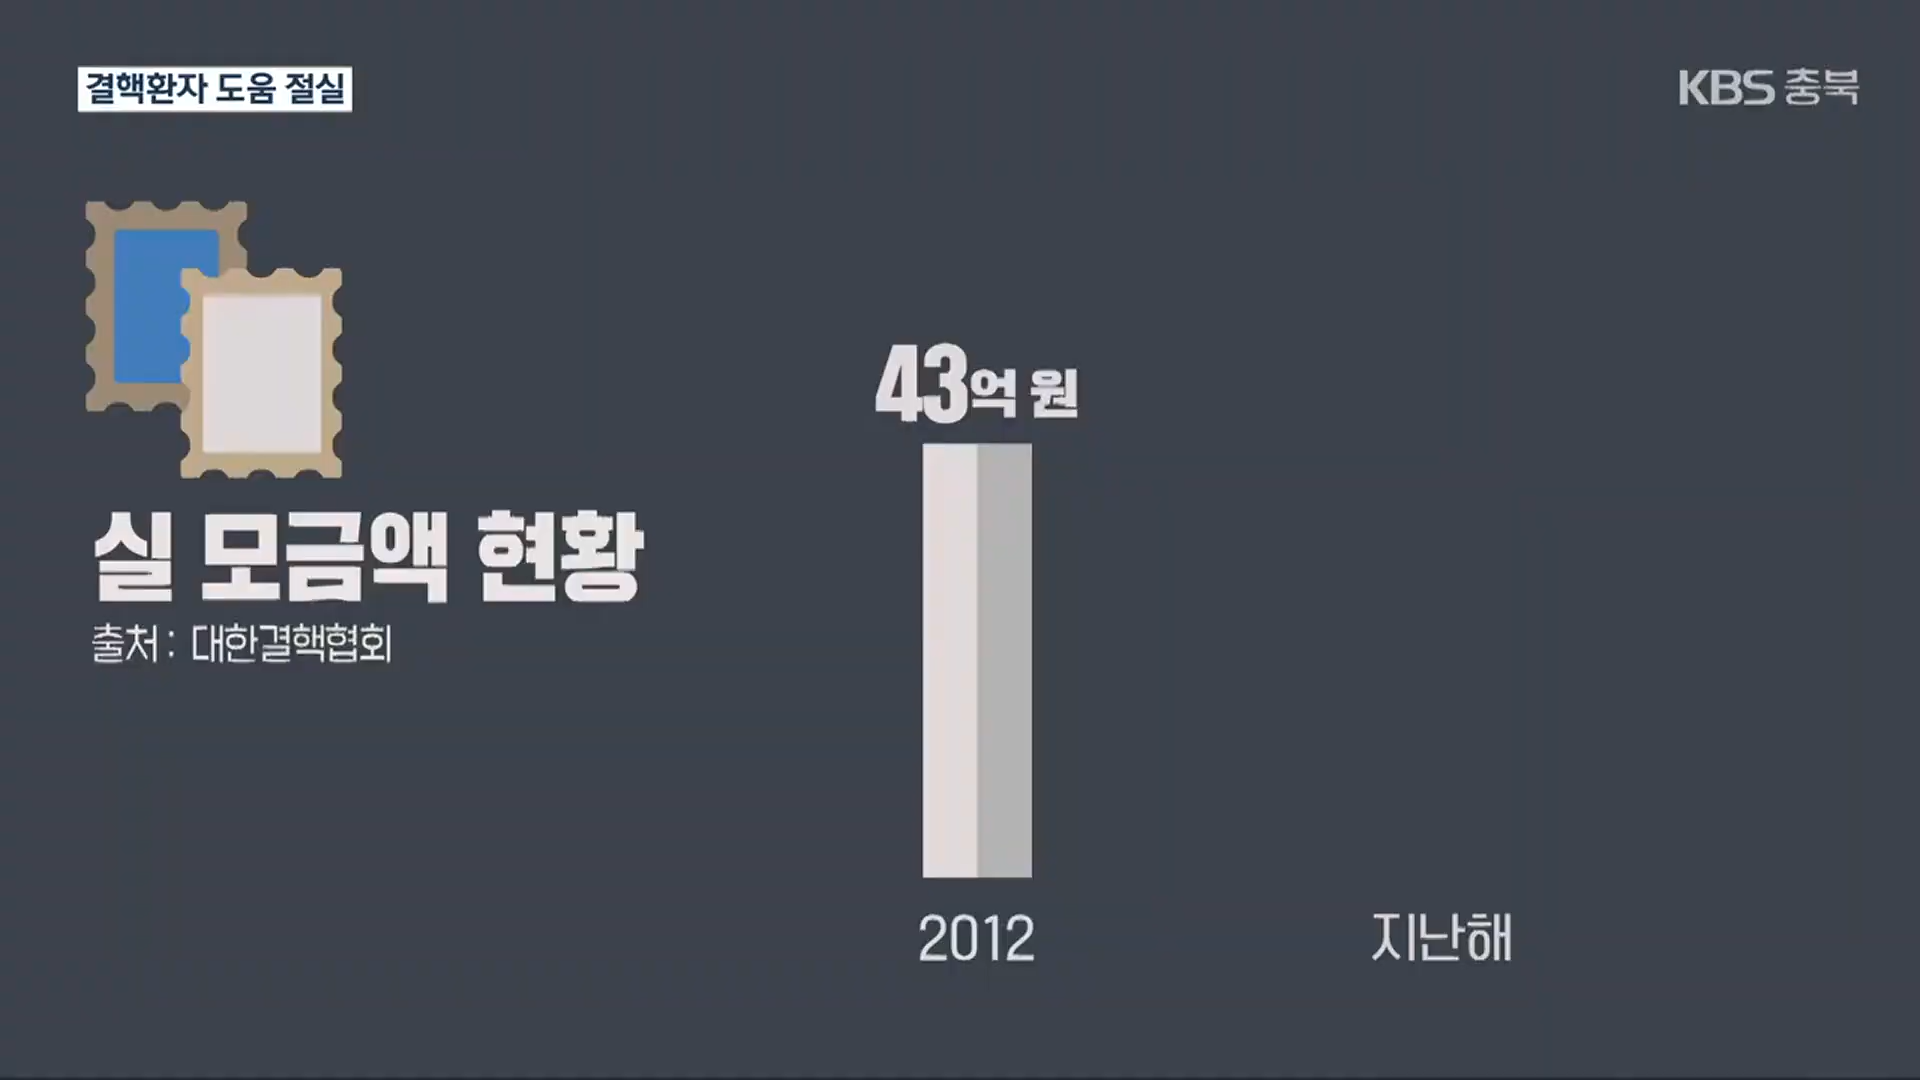 결핵환자 도움 절실
KBS 충북
43억 원
실 모금액 현황
출처 : 대한결핵협회
2012
지난해